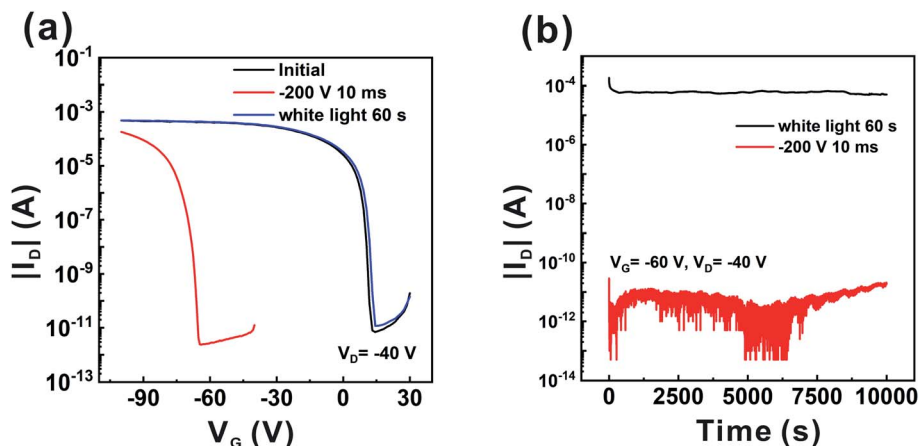 (a)
10⁻¹
10⁻³
10⁻⁵
10⁻⁷
10⁻⁹
10⁻¹¹
10⁻¹³
|I_D| (A)
Initial
-200 V 10 ms
white light 60 s
V_D= -40 V
-90 -60 -30 0 30
V_G (V)
(b)
10⁻⁴
10⁻⁶
10⁻⁸
10⁻¹⁰
10⁻¹²
10⁻¹⁴
|I_D| (A)
white light 60 s
-200 V 10 ms
V_G= -60 V, V_D= -40 V
0 2500 5000 7500 10000
Time (s)